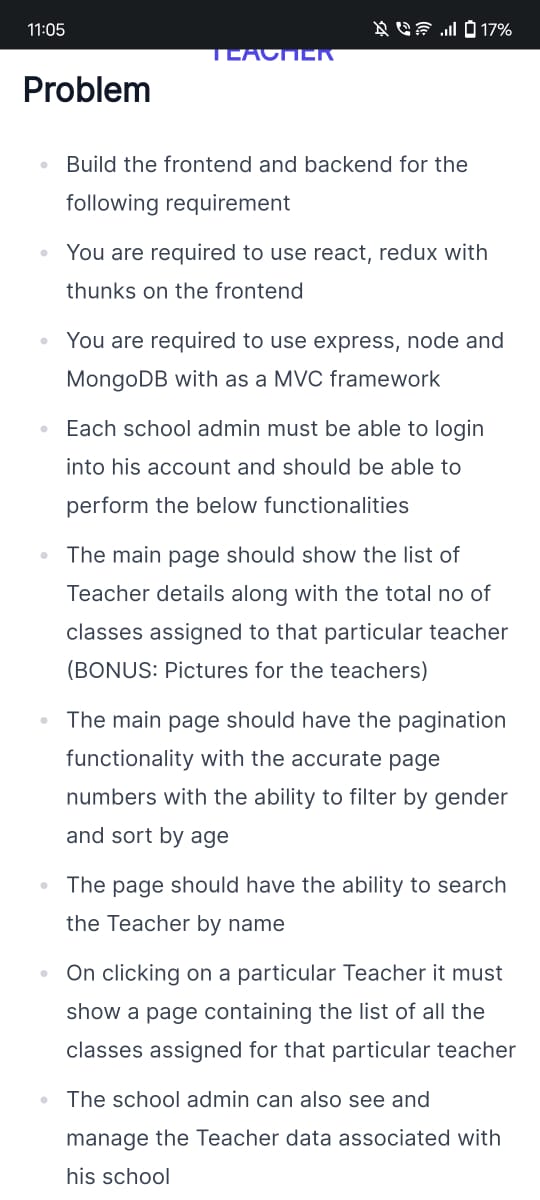 11:05
17%
TEACHER
Problem
Build the frontend and backend for the
following requirement
You are required to use react, redux with
thunks on the frontend
You are required to use express, node and
MongoDB with as a MVC framework
Each school admin must be able to login
into his account and should be able to
perform the below functionalities
The main page should show the list of
Teacher details along with the total no of
classes assigned to that particular teacher
(BONUS: Pictures for the teachers)
The main page should have the pagination
functionality with the accurate page
numbers with the ability to filter by gender
and sort by age
The page should have the ability to search
the Teacher by name
On clicking on a particular Teacher it must
show a page containing the list of all the
classes assigned for that particular teacher
The school admin can also see and
manage the Teacher data associated with
his school